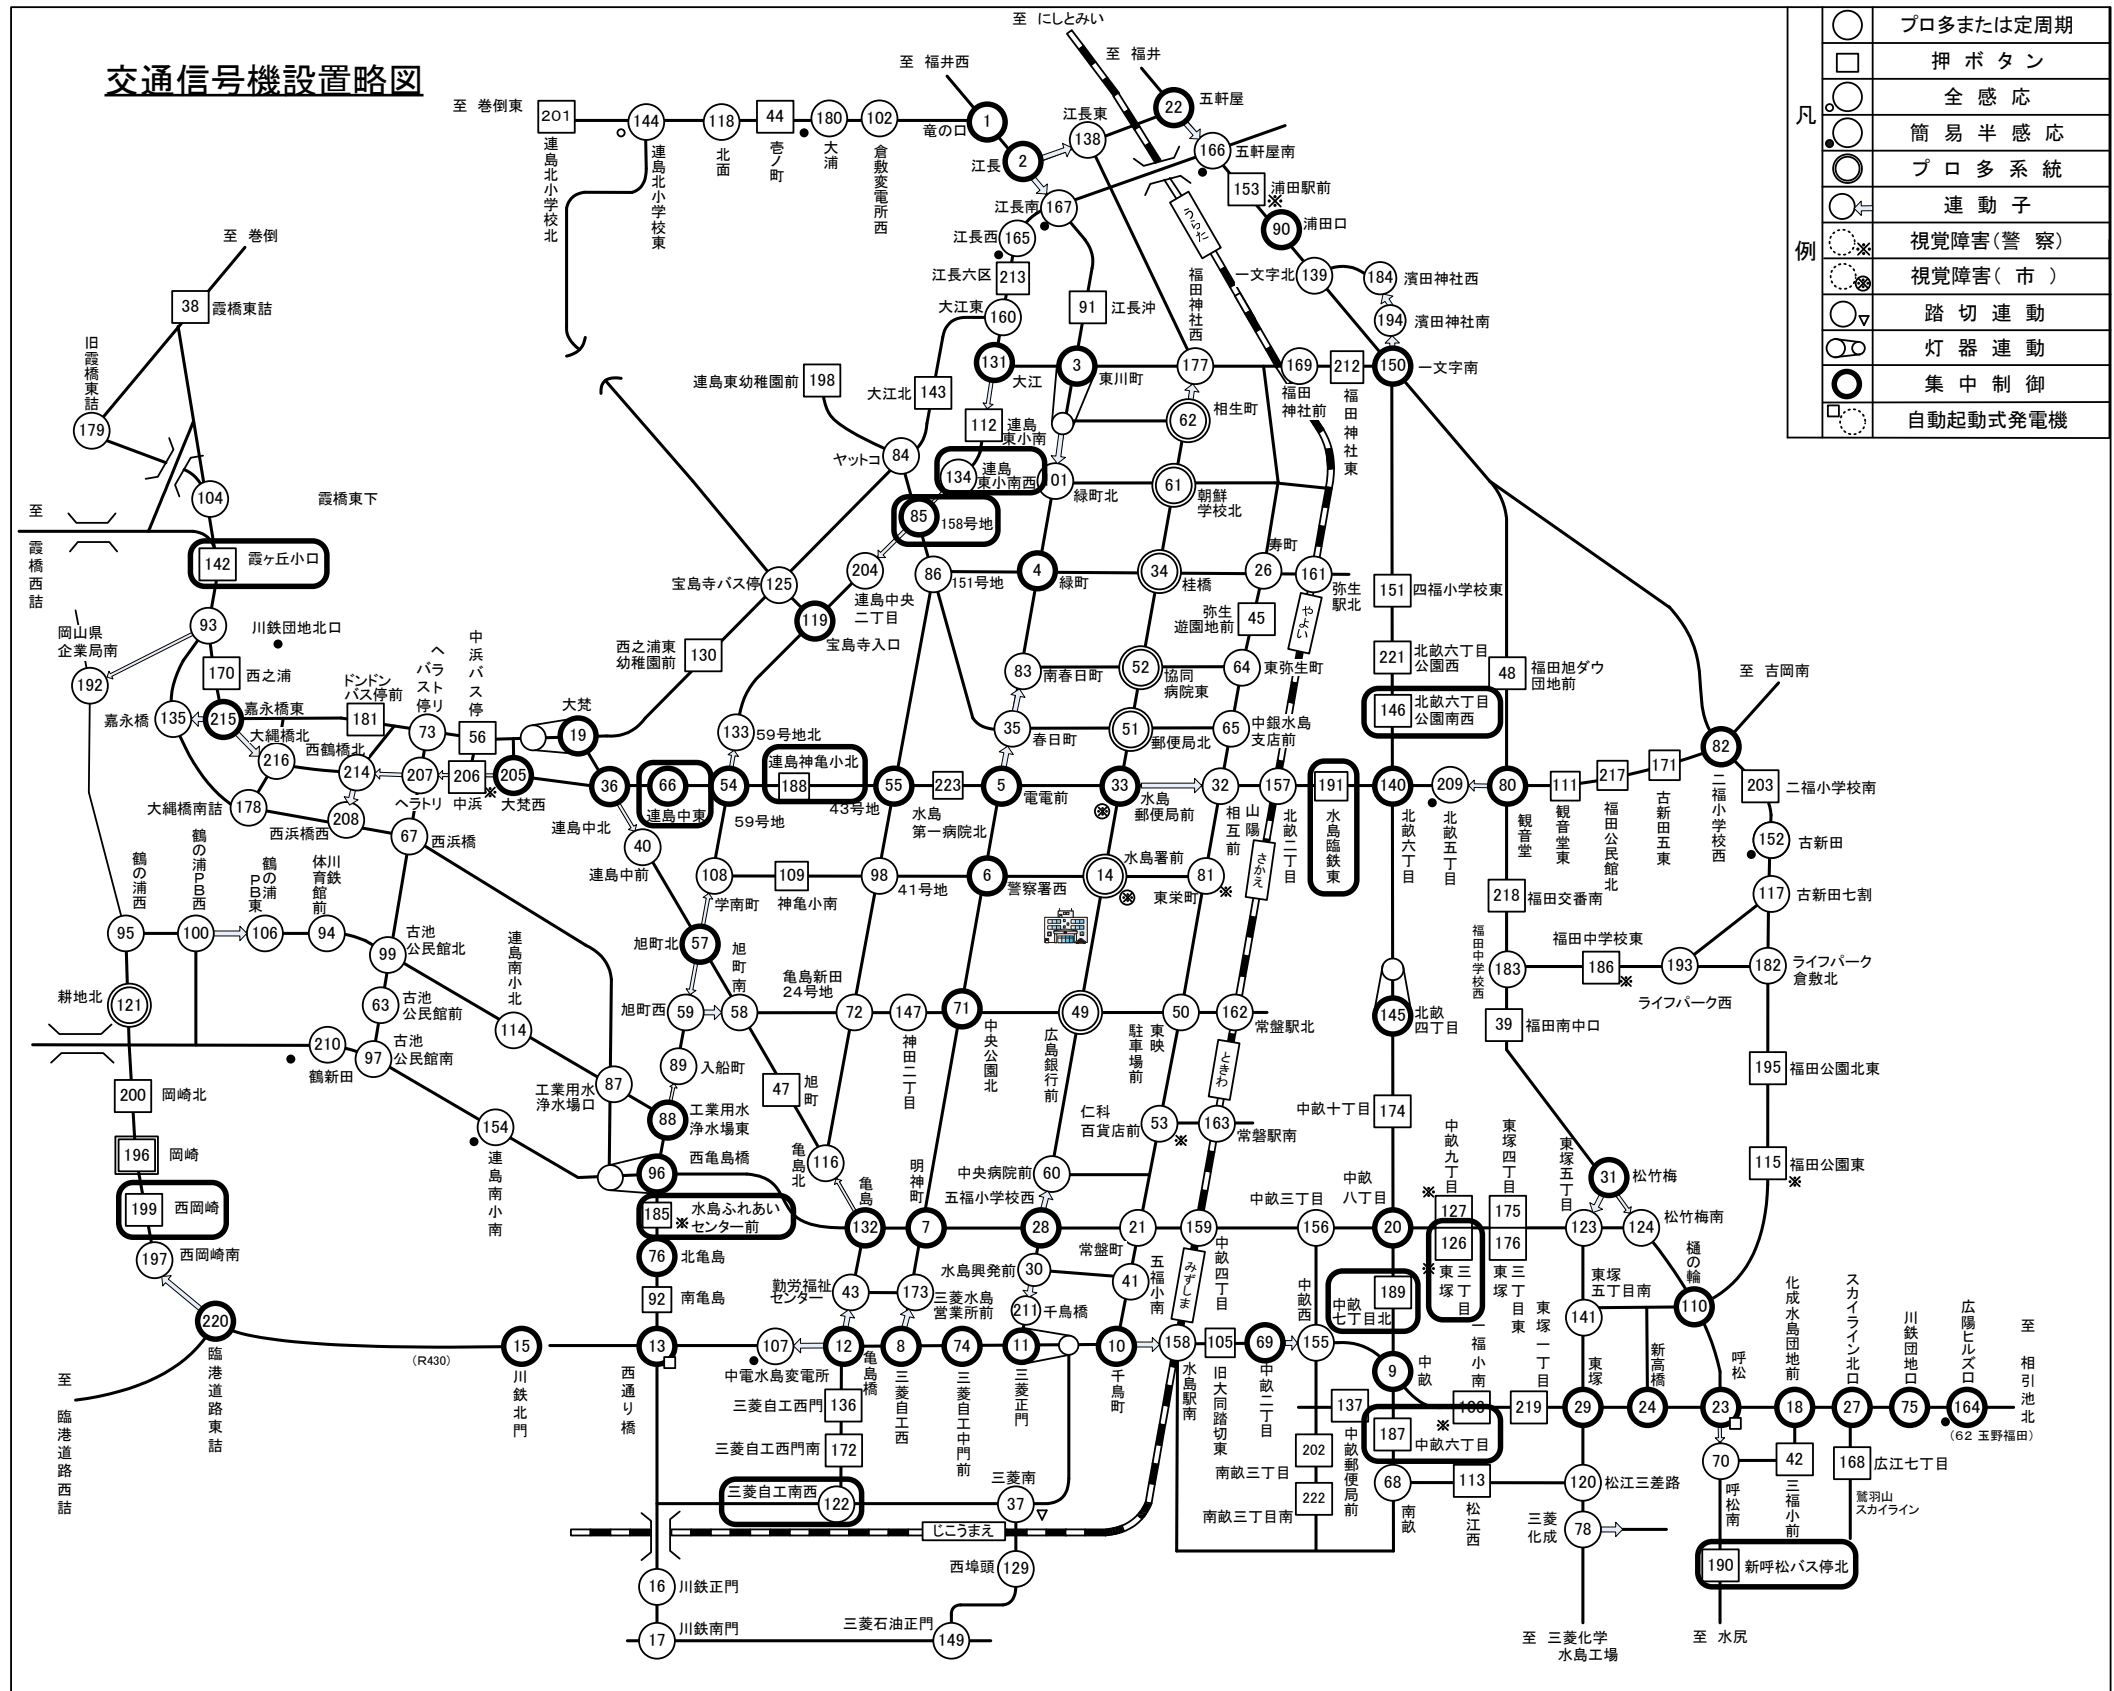 交通信号機設置略図
至 にしとみい
至 福井
至 福井西
至 巻倒東
201
連島北小学校北
144
連島北小学校東
118
北面
44
壱ノ町
180
大浦
102
倉敷変電所西
1
竜の口
2
江長
138
江長東
22
五軒屋
166
五軒屋南
153
浦田駅前
※
90
浦田口
167
江長南
165
江長西
213
江長六区
160
大江東
91
江長沖
うらた
139
一文字北
184
濱田神社西
194
濱田神社南
150
一文字南
凡例
プロ多または定周期
押ボタン
全感応
簡易半感応
プロ多系統
連動子
視覚障害(警察)
※
視覚障害(市)
踏切連動
灯器連動
集中制御
自動起動式発電機
至 巻倒
38
霞橋東詰
旧霞橋東詰
179
104
霞橋東下
至 霞橋西詰
142
霞ヶ丘小口
93
岡山県
企業局南
192
川鉄団地北口
170
西之浦
135
嘉永橋
215
嘉永橋東
大縄橋北
216
西鶴橋北
214
ドンドン
バス停前
181
ヘバラスト停リ
73
中浜バス停
56
207
ヘラトリ
206
中浜
※
205
大梵西
大梵
19
178
大縄橋南詰
208
西浜橋西
67
西浜橋
131
大江
3
東川町
177
福田神社西
169
福田
神社前
212
福田神社東
198
連島東幼稚園前
143
大江北
112
連島
東小南
62
相生町
84
ヤットコ
134
連島
東小南西
01
緑町北
61
朝鮮
学校北
85
158号地
204
連島中央
二丁目
86
151号地
4
緑町
34
桂橋
26
寿町
161
弥生
駅北
45
弥生
遊園地前
やよい
125
宝島寺バス停
119
宝島寺入口
130
西之浦東
幼稚園前
83
南春日町
52
協同
病院東
64
東弥生町
35
春日町
51
郵便局北
65
中銀水島
支店前
133
59号地北
151
四福小学校東
221
北畝六丁目
公園西
146
北畝六丁目
公園南西
48
福田旭ダウ
団地前
82
二福小学校西
至 吉岡南
36
連島中北
66
連島中東
54
59号地
188
連島神亀小北
55
43号地
223
水島
第一病院北
5
電電前
33
水島
郵便局前
32
山陽相互前
157
北畝二丁目
191
水島臨鉄東
140
北畝六丁目
209
北畝五丁目
80
観音堂
111
観音堂東
217
福田公民館北
171
古新田五東
203
二福小学校南
152
古新田
117
古新田七割
40
連島中前
108
学南町
109
神亀小南
98
41号地
6
警察署西
14
水島署前
81
東栄町
※
さかえ
218
福田交番南
福田中学校西
183
福田中学校東
186
※
193
ライフパーク西
182
ライフパーク
倉敷北
鶴の浦西
95
鶴の浦PB西
100
鶴の浦PB東
106
体育館前
川鉄
94
99
古池
公民館北
57
旭町北
旭町南
121
耕地北
63
古池
公民館前
連島南小北
114
59
旭町西
58
亀島新田
24号地
72
147
神田二丁目
71
中央公園北
49
広島銀行前
50
東映駐車場前
162
常盤駅北
145
北畝
四丁目
39
福田南中口
210
鶴新田
97
古池
公民館南
89
入船町
47
旭町
ときわ
195
福田公園北東
200
岡崎北
87
工業用水
浄水場口
88
工業用水
浄水場東
154
連島南小南
116
亀島北
53
仁科
百貨店前
※
163
常盤駅南
174
中畝十丁目
196
岡崎
96
西亀島橋
60
中央病院前
31
松竹梅
115
福田公園東
※
199
西岡崎
185
※
水島ふれあい
センター前
132
亀島
7
明神町
28
五福小学校西
21
常盤町
159
中畝四丁目
156
中畝三丁目
20
中畝
八丁目
中畝九丁目
※
127
126
※
東塚三丁目
東塚四丁目
175
176
東塚三丁目東
東塚五丁目
123
124
松竹梅南
197
西岡崎南
76
北亀島
92
南亀島
43
勤労福祉
センター
173
三菱水島
営業所前
30
水島興発前
211
千鳥橋
41
五福小南
みずしま
中畝西
189
中畝
七丁目北
141
東塚
五丁目南
110
樋の輪
220
臨港道路東詰
至 臨港道路西詰
(R430)
15
川鉄北門
13
西通り橋
107
中電水島変電所
12
亀島橋
8
三菱自工西
74
三菱自工中門前
11
三菱正門
10
千鳥町
158
水島駅南
105
旧大同踏切東
69
中畝二丁目
155
9
中畝
137
中畝郵便局前
一福小南
219
東塚一丁目
29
東塚
24
新高橋
23
呼松
18
化成水島団地前
27
スカイライン北口
75
川鉄団地口
164
広陽ヒルズ口
(62 玉野福田)
至 相引池北
136
三菱自工西門
172
三菱自工西門南
122
三菱自工南西
37
三菱南
202
南畝三丁目
222
南畝三丁目南
187
※
中畝六丁目
68
南畝
113
松江西
120
松江三差路
78
三菱
化成
70
呼松南
42
三福小前
168
広江七丁目
鷲羽山
スカイライン
190
新呼松バス停北
じこうまえ
16
川鉄正門
17
川鉄南門
129
西埠頭
149
三菱石油正門
至 三菱化学
水島工場
至 水尻